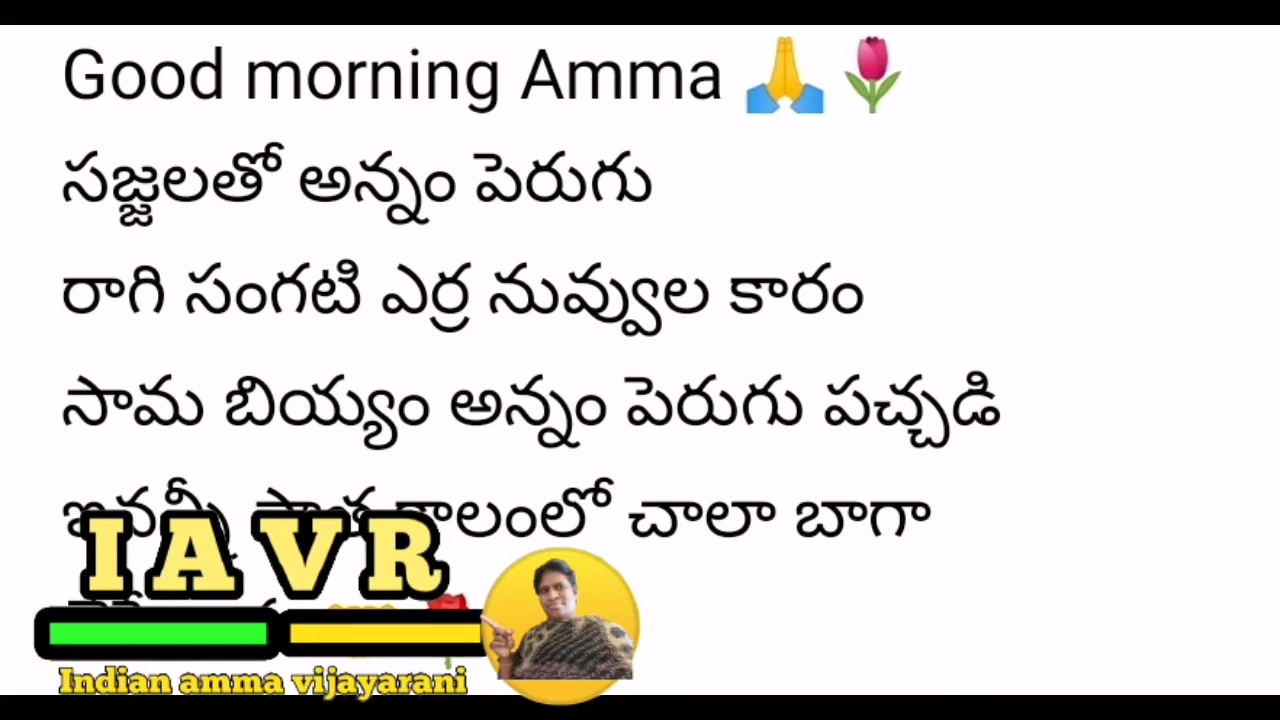 Good morning Amma 🙏🌷
సజ్జలతో అన్నం పెరుగు
రాగి సంగటి ఎర్ర నువ్వుల కారం
సామ బియ్యం అన్నం పెరుగు పచ్చడి
చాలా బాగా
IAVR
Indian amma vijayarani